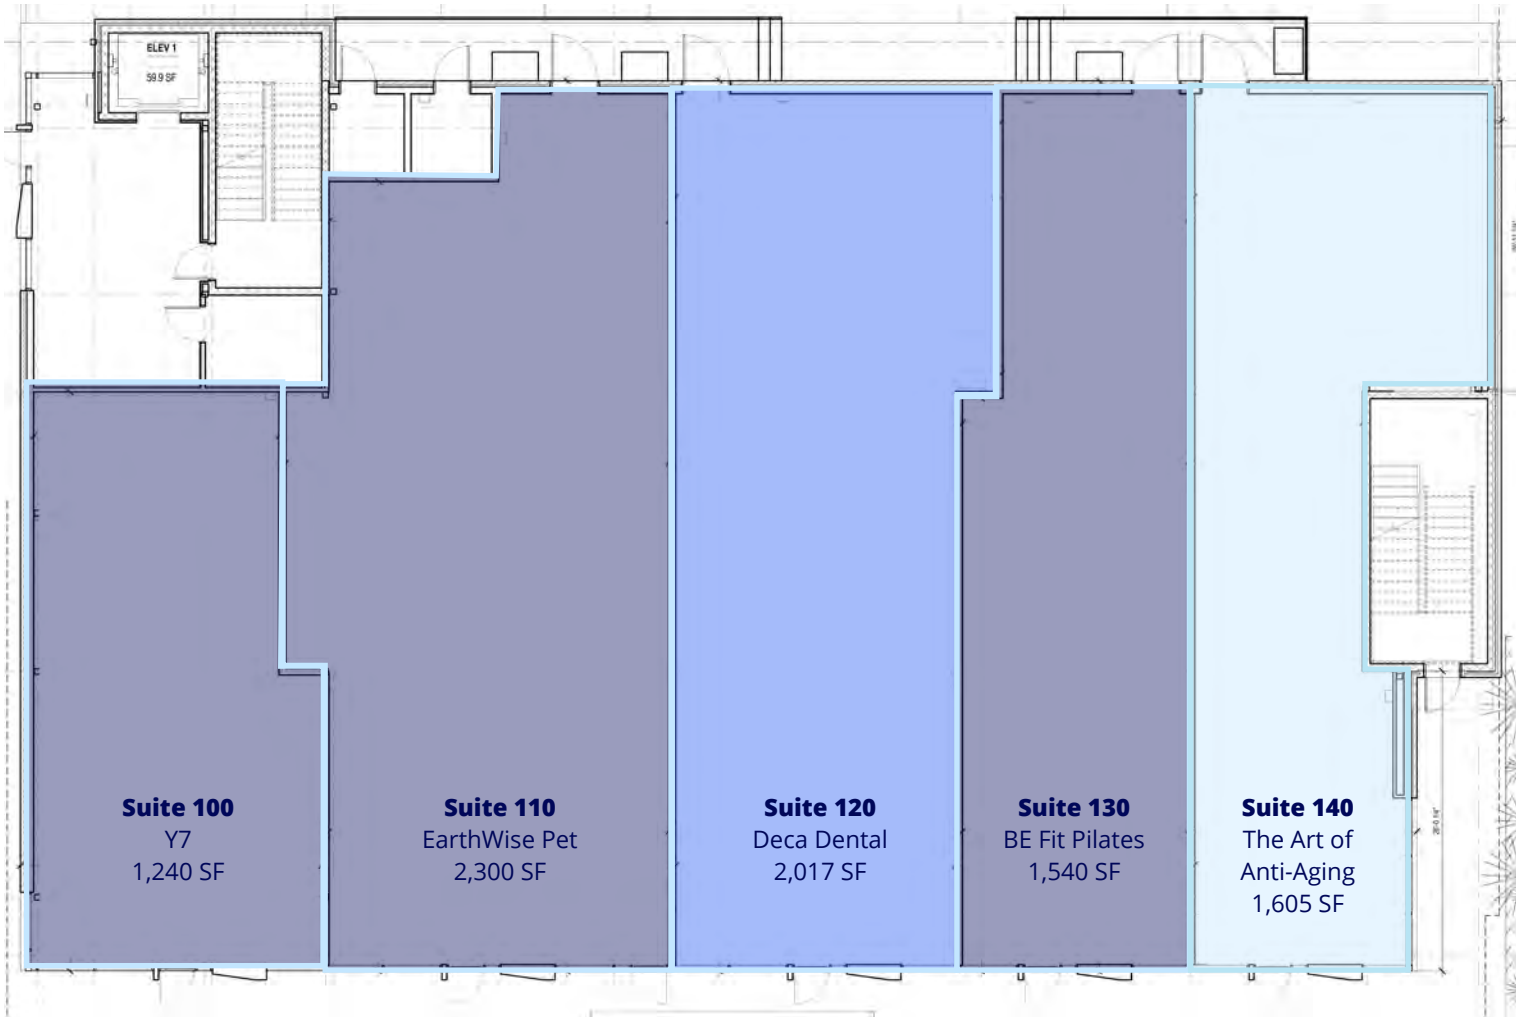 ELEV 1
59.9 SF
Suite 100
Y7
1,240 SF
Suite 110
EarthWise Pet
2,300 SF
Suite 120
Deca Dental
2,017 SF
Suite 130
BE Fit Pilates
1,540 SF
Suite 140
The Art of
Anti-Aging
1,605 SF